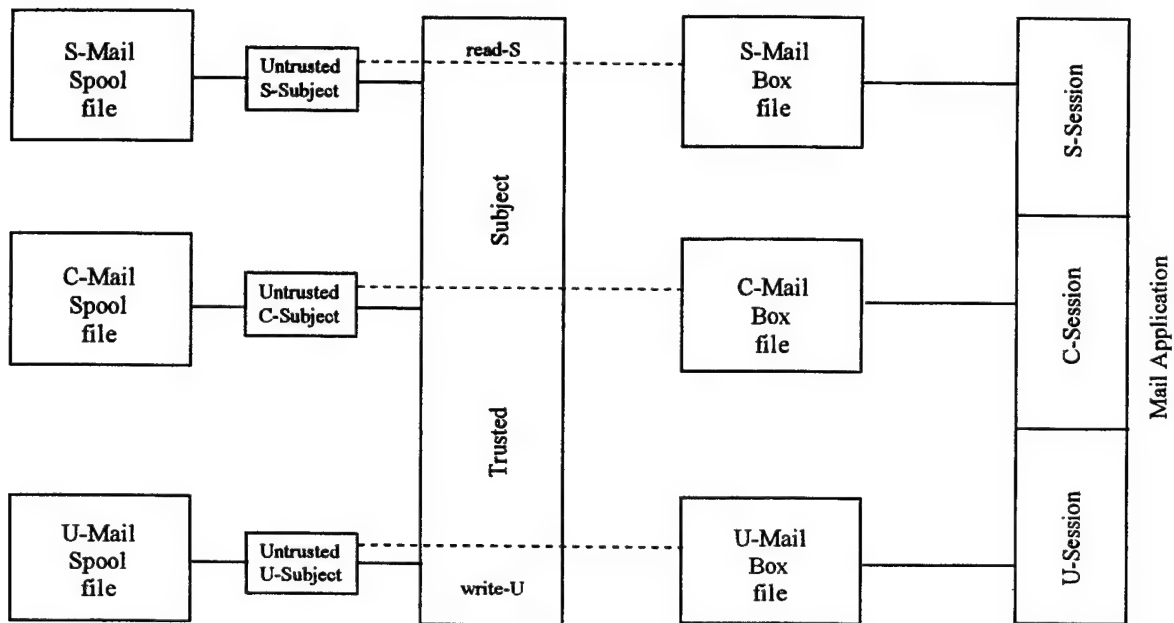 S-Mail
Spool
file
Untrusted
S-Subject
read-S
S-Mail
Box
file
S-Session
C-Mail
Spool
file
Untrusted
C-Subject
Subject
C-Mail
Box
file
C-Session
Mail Application
Trusted
U-Mail
Spool
file
Untrusted
U-Subject
write-U
U-Mail
Box
file
U-Session